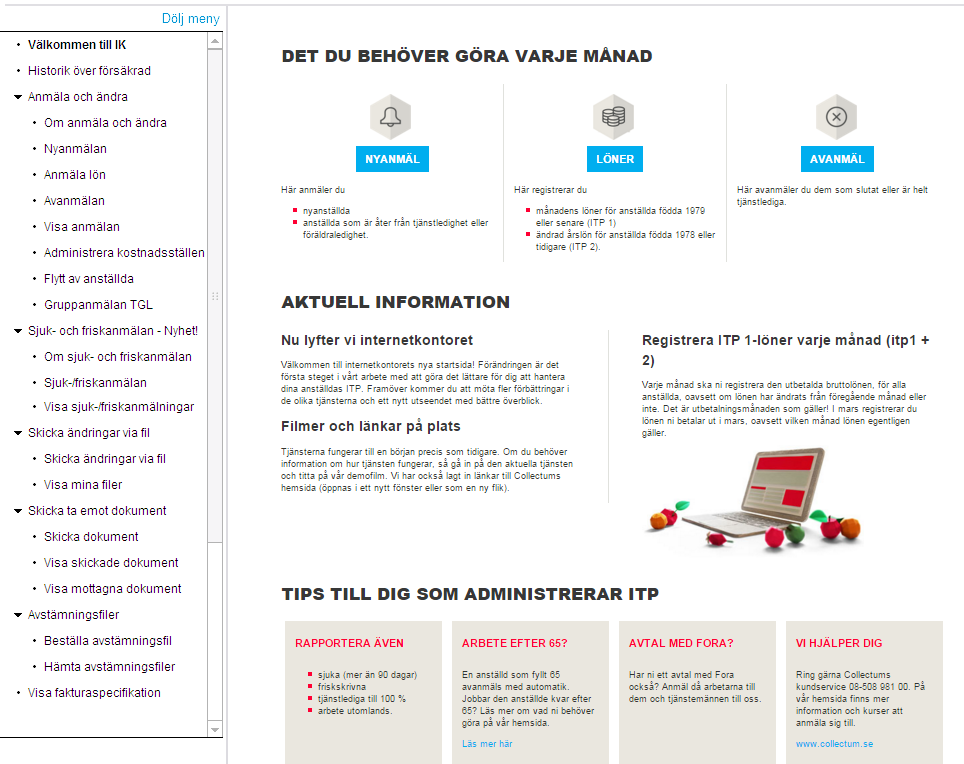 Dölj meny
Välkommen till IK
Historik över försäkrad
Anmäla och ändra
Om anmäla och ändra
Nyanmälan
Anmäla lön
Avanmälan
Visa anmälan
Administrera kostnadsställen
Flytt av anställda
Gruppanmälan TGL
Sjuk- och friskanmälan - Nyhet!
Om sjuk- och friskanmälan
Sjuk-/friskanmälan
Visa sjuk-/friskanmälningar
Skicka ändringar via fil
Skicka ändringar via fil
Visa mina filer
Skicka ta emot dokument
Skicka dokument
Visa skickade dokument
Visa mottagna dokument
Avstämningsfiler
Beställa avstämningsfil
Hämta avstämningsfiler
Visa fakturaspecifikation
DET DU BEHÖVER GÖRA VARJE MÅNAD
NYANMÄL
Här anmäler du
nyanställda
anställda som är åter från tjänstledighet eller
föräldraledighet.
LÖNER
Här registrerar du
månadens löner för anställda födda 1979
eller senare (ITP 1)
ändrad årslön för anställda födda 1978 eller
tidigare (ITP 2).
AVANMÄL
Här avanmäler du dem som slutat eller är helt
tjänstlediga.
AKTUELL INFORMATION
Nu lyfter vi internetkontoret
Välkommen till internetkontorets nya startsida! Förändringen är det
första steget i vårt arbete med att göra det lättare för dig att hantera
dina anställdas ITP. Framöver kommer du att möta fler förbättringar i
de olika tjänsterna och ett nytt utseende med bättre överblick.
Filmer och länkar på plats
Tjänsterna fungerar till en början precis som tidigare. Om du behöver
information om hur tjänsten fungerar, så gå in på den aktuella tjänsten
och titta på vår demofilm. Vi har också lagt in länkar till Collectums
hemsida (öppnas i ett nytt fönster eller som en ny flik).
Registrera ITP 1-löner varje månad (itp1 +
2)
Varje månad ska ni registrera den utbetalda bruttolönen, för alla
anställda, oavsett om lönen har ändrats från föregående månad eller
inte. Det är utbetalningsmånaden som gäller! I mars registrerar du
lönen ni betalar ut i mars, oavsett vilken månad lönen egentligen
gäller.
TIPS TILL DIG SOM ADMINISTRERAR ITP
RAPPORTERA ÄVEN
sjuka (mer än 90 dagar)
friskskrivna
tjänstlediga till 100 %
arbete utomlands.
ARBETE EFTER 65?
En anställd som fyllt 65
avanmäls med automatik.
Jobbar den anställde kvar efter
65? Läs mer om vad ni behöver
göra på vår hemsida.
Läs mer här
AVTAL MED FORA?
Har ni ett avtal med Fora
också? Anmäl då arbetarna till
dem och tjänstemännen till oss.
VI HJÄLPER DIG
Ring gärna Collectums
kundservice 08-508 981 00. På
vår hemsida finns mer
information och kurser att
anmäla sig till.
www.collectum.se